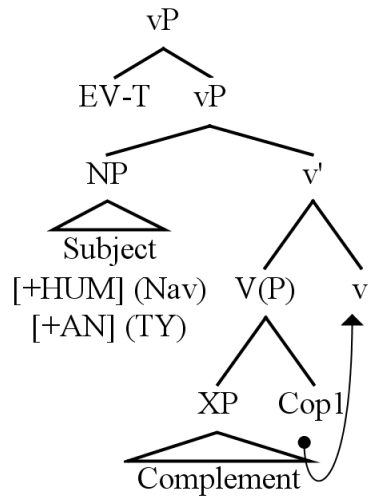 vP
EV-T vP
NP v'
Subject
[+HUM] (Nav) V(P) v
[+AN] (TY)
XP Cop1
Complement